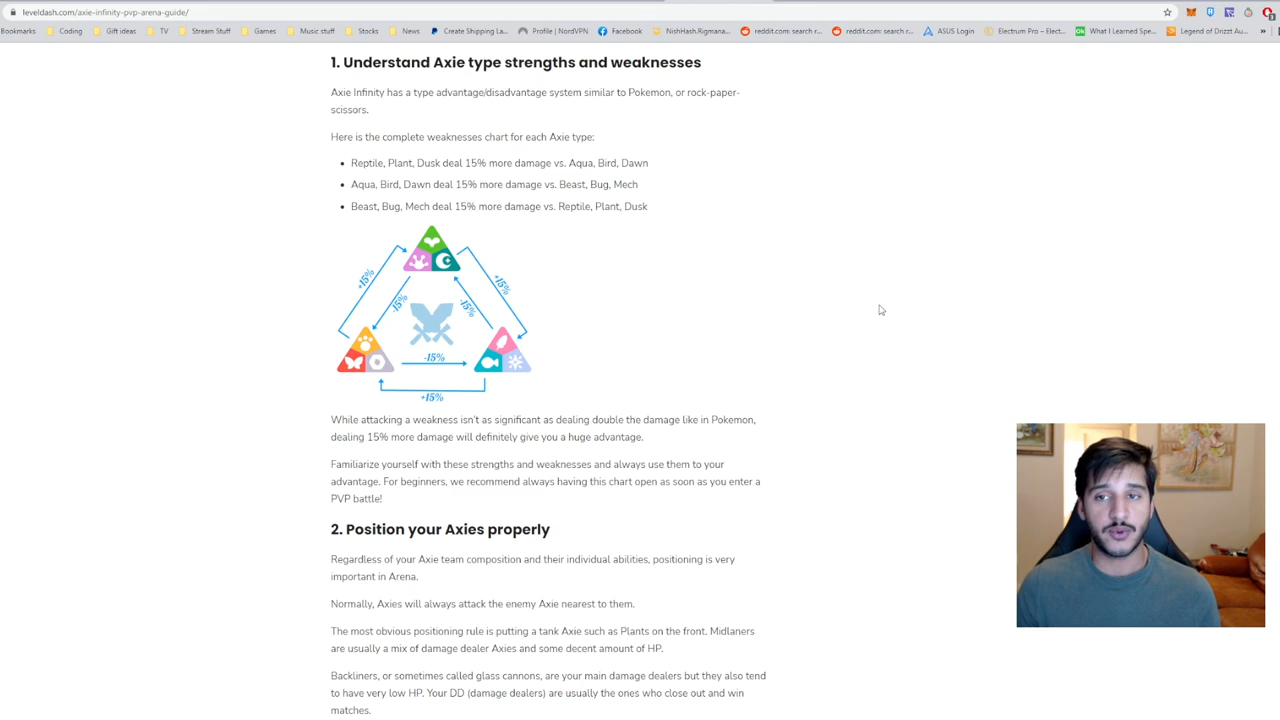 leveldash.com/axie-infinity-pvp-arena-guide/
Bookmarks Coding Gift ideas TV Stream Stuff Games Music stuff Stocks News Create Shipping La... Profile | NordVPN Facebook NishHash.Rigmana... reddit.com: search r... reddit.com: search r... ASUS Login Electrum Pro – Elect... What I Learned Spe... Legend of Drizzt Au... »
1. Understand Axie type strengths and weaknesses
Axie Infinity has a type advantage/disadvantage system similar to Pokemon, or rock-paper-
scissors.
Here is the complete weaknesses chart for each Axie type:
• Reptile, Plant, Dusk deal 15% more damage vs. Aqua, Bird, Dawn
• Aqua, Bird, Dawn deal 15% more damage vs. Beast, Bug, Mech
• Beast, Bug, Mech deal 15% more damage vs. Reptile, Plant, Dusk
+15%
+15%
-15%
-15%
-15%
+15%
While attacking a weakness isn't as significant as dealing double the damage like in Pokemon,
dealing 15% more damage will definitely give you a huge advantage.
Familiarize yourself with these strengths and weaknesses and always use them to your
advantage. For beginners, we recommend always having this chart open as soon as you enter a
PVP battle!
2. Position your Axies properly
Regardless of your Axie team composition and their individual abilities, positioning is very
important in Arena.
Normally, Axies will always attack the enemy Axie nearest to them.
The most obvious positioning rule is putting a tank Axie such as Plants on the front. Midlaners
are usually a mix of damage dealer Axies and some decent amount of HP.
Backliners, or sometimes called glass cannons, are your main damage dealers but they also tend
to have very low HP. Your DD (damage dealers) are usually the ones who close out and win
matches.